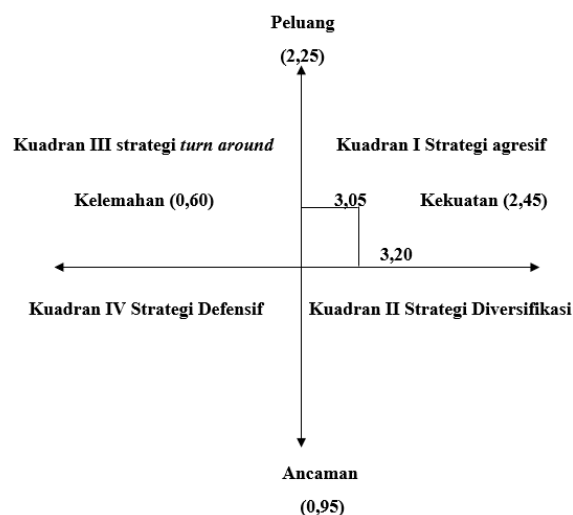 Peluang
(2,25)
Kuadran III strategi turn around
Kuadran I Strategi agresif
Kelemahan (0,60)
3,05
Kekuatan (2,45)
3,20
Kuadran IV Strategi Defensif
Kuadran II Strategi Diversifikasi
Ancaman
(0,95)